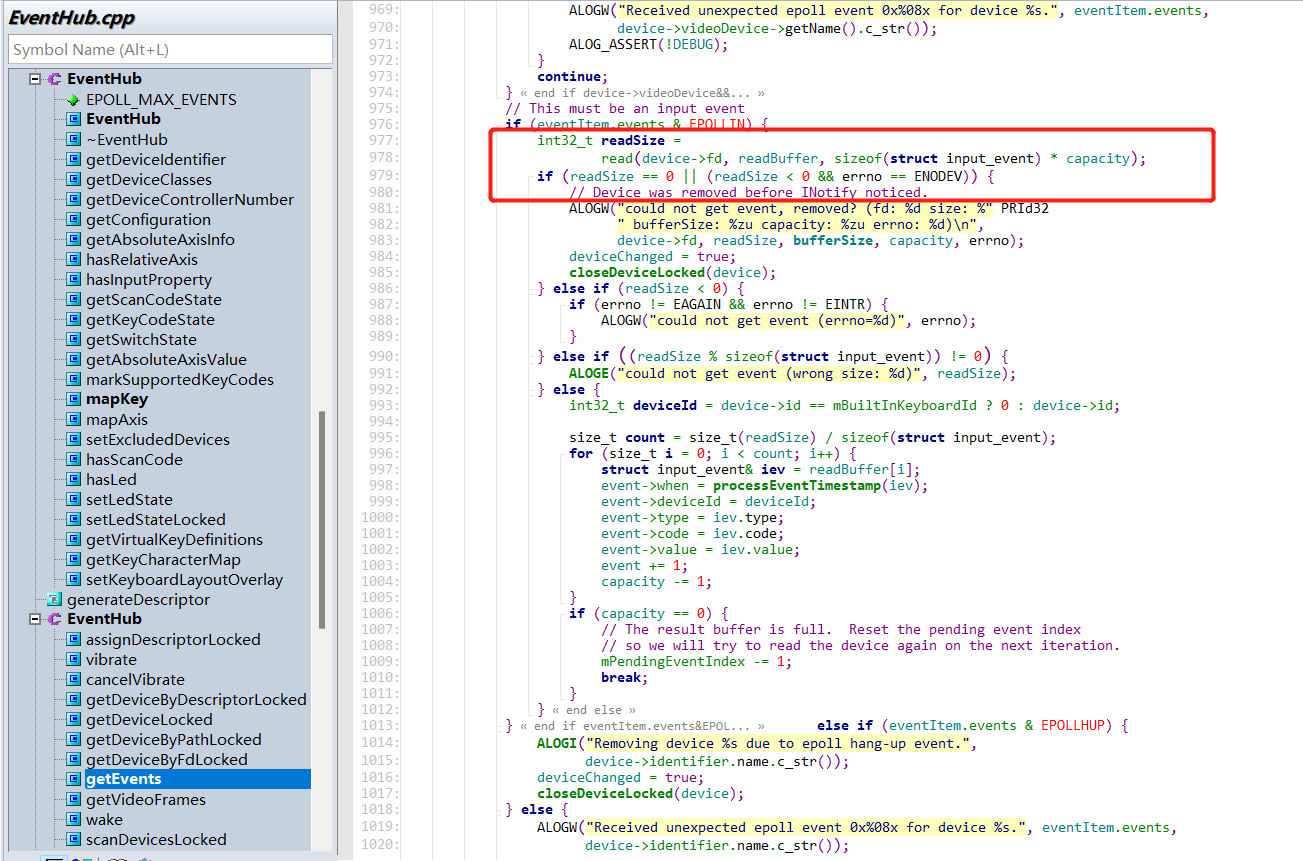 EventHub.cpp
Symbol Name (Alt+L)
EventHub
EPOLL_MAX_EVENTS
EventHub
~EventHub
getDeviceIdentifier
getDeviceClasses
getDeviceControllerNumber
getConfiguration
getAbsoluteAxisInfo
hasRelativeAxis
hasInputProperty
getScanCodeState
getKeyCodeState
getSwitchState
getAbsoluteAxisValue
markSupportedKeyCodes
mapKey
mapAxis
setExcludedDevices
hasScanCode
hasLed
setLedState
setLedStateLocked
getVirtualKeyDefinitions
getKeyCharacterMap
setKeyboardLayoutOverlay
generateDescriptor
EventHub
assignDescriptorLocked
vibrate
cancelVibrate
getDeviceByDescriptorLocked
getDeviceLocked
getDeviceByPathLocked
getDeviceByFdLocked
getEvents
getVideoFrames
wake
scanDevicesLocked
969: ALOGW("Received unexpected epoll event 0x%08x for device %s.", eventItem.events,
970: device->videoDevice->getName().c_str());
971: ALOG_ASSERT(!DEBUG);
972: }
973: continue;
974: } « end if device->videoDevice&&... »
975: // This must be an input event
976: if (eventItem.events & EPOLLIN) {
977: int32_t readSize =
978: read(device->fd, readBuffer, sizeof(struct input_event) * capacity);
979: if (readSize == 0 || (readSize < 0 && errno == ENODEV)) {
980: // Device was removed before INotify noticed.
981: ALOGW("could not get event, removed? (fd: %d size: %" PRId32
982: " bufferSize: %zu capacity: %zu errno: %d)\n",
983: device->fd, readSize, bufferSize, capacity, errno);
984: deviceChanged = true;
985: closeDeviceLocked(device);
986: } else if (readSize < 0) {
987: if (errno != EAGAIN && errno != EINTR) {
988: ALOGW("could not get event (errno=%d)", errno);
989: }
990: } else if ((readSize % sizeof(struct input_event)) != 0) {
991: ALOGE("could not get event (wrong size: %d)", readSize);
992: } else {
993: int32_t deviceId = device->id == mBuiltInKeyboardId ? 0 : device->id;
994:
995: size_t count = size_t(readSize) / sizeof(struct input_event);
996: for (size_t i = 0; i < count; i++) {
997: struct input_event& iev = readBuffer[i];
998: event->when = processEventTimestamp(iev);
999: event->deviceId = deviceId;
1000: event->type = iev.type;
1001: event->code = iev.code;
1002: event->value = iev.value;
1003: event += 1;
1004: capacity -= 1;
1005: }
1006: if (capacity == 0) {
1007: // The result buffer is full.  Reset the pending event index
1008: // so we will try to read the device again on the next iteration.
1009: mPendingEventIndex -= 1;
1010: break;
1011: }
1012: } « end else »
1013: } « end if eventItem.events&EPOL... » else if (eventItem.events & EPOLLHUP) {
1014: ALOGI("Removing device %s due to epoll hang-up event.",
1015: device->identifier.name.c_str());
1016: deviceChanged = true;
1017: closeDeviceLocked(device);
1018: } else {
1019: ALOGW("Received unexpected epoll event 0x%08x for device %s.", eventItem.events,
1020: device->identifier.name.c_str());